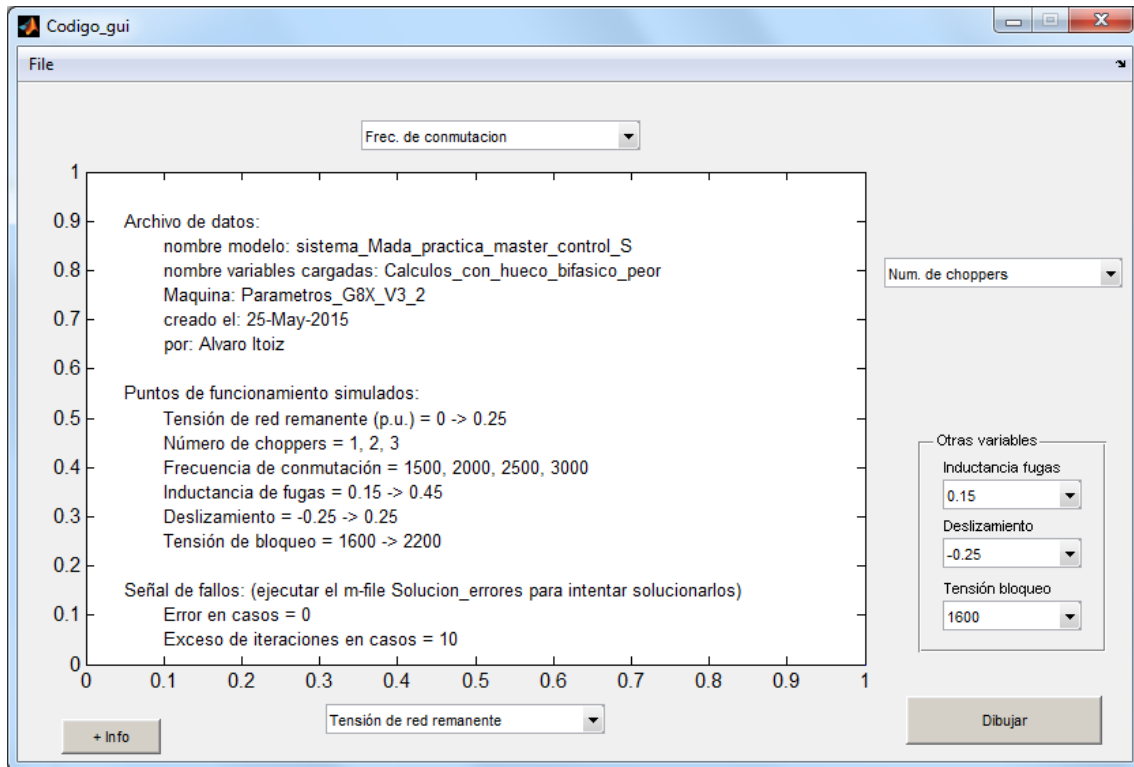 Codigo_gui
File
Frec. de conmutacion
1
0.9
0.8
0.7
0.6
0.5
0.4
0.3
0.2
0.1
0
Archivo de datos:
nombre modelo: sistema_Mada_practica_master_control_S
nombre variables cargadas: Calculos_con_hueco_bifasico_peor
Maquina: Parametros_G8X_V3_2
creado el: 25-May-2015
por: Alvaro Itoiz
Puntos de funcionamiento simulados:
Tensión de red remanente (p.u.) = 0 -> 0.25
Número de choppers = 1, 2, 3
Frecuencia de conmutación = 1500, 2000, 2500, 3000
Inductancia de fugas = 0.15 -> 0.45
Deslizamiento = -0.25 -> 0.25
Tensión de bloqueo = 1600 -> 2200
Señal de fallos: (ejecutar el m-file Solucion_errores para intentar solucionarlos)
Error en casos = 0
Exceso de iteraciones en casos = 10
0 0.1 0.2 0.3 0.4 0.5 0.6 0.7 0.8 0.9 1
Num. de choppers
Otras variables
Inductancia fugas
0.15
Deslizamiento
-0.25
Tensión bloqueo
1600
Tensión de red remanente
+ Info
Dibujar